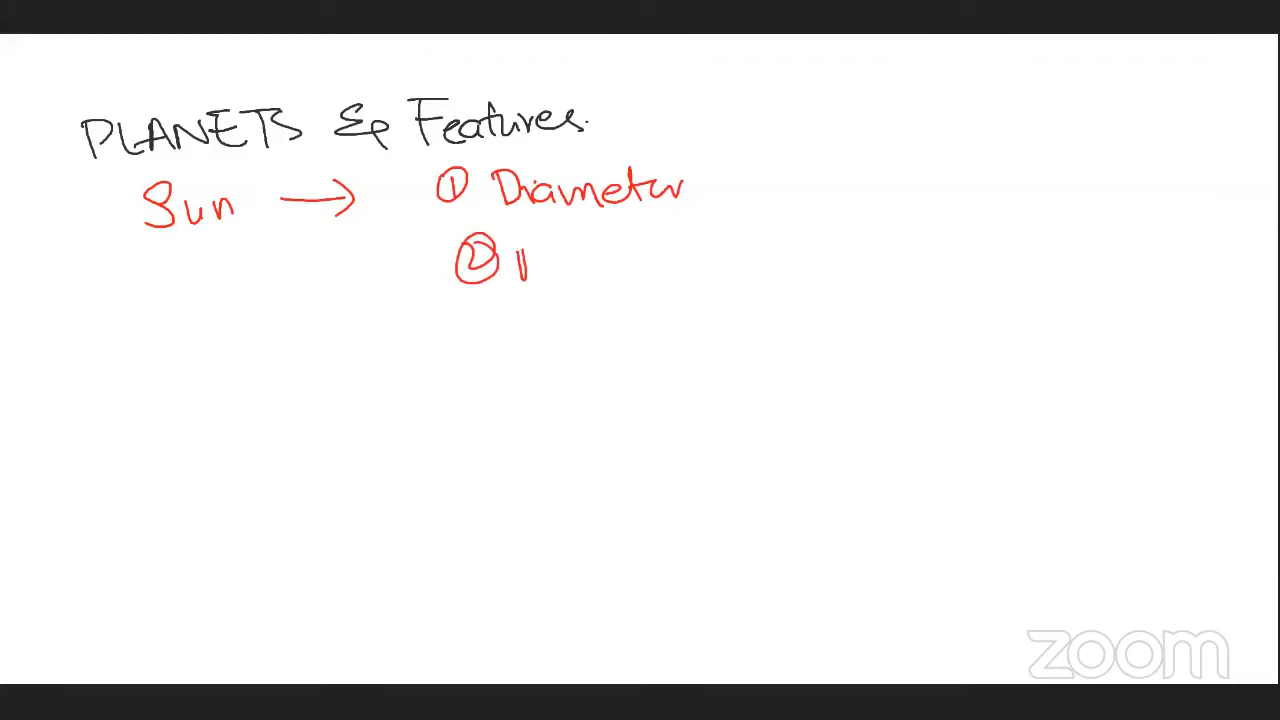 PLANETS & Features.
Sun → ① Diameter
②
zoom